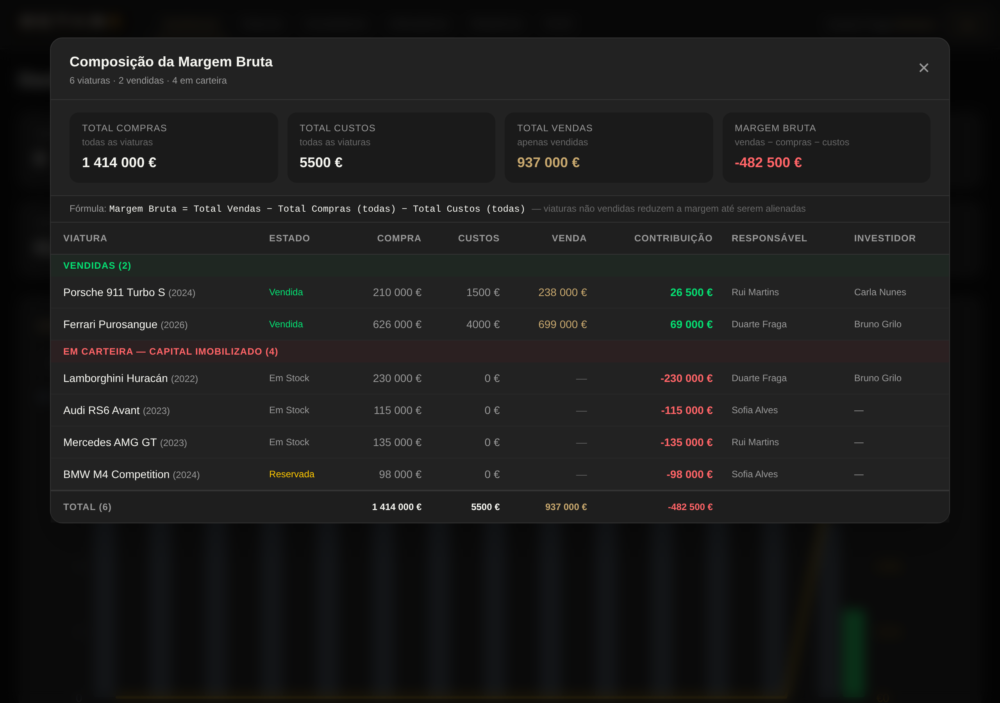 Composição da Margem Bruta
6 viaturas · 2 vendidas · 4 em carteira
✕
TOTAL COMPRAS
todas as viaturas
1 414 000 €
TOTAL CUSTOS
todas as viaturas
5500 €
TOTAL VENDAS
apenas vendidas
937 000 €
MARGEM BRUTA
vendas − compras − custos
-482 500 €
Fórmula: Margem Bruta = Total Vendas − Total Compras (todas) − Total Custos (todas) — viaturas não vendidas reduzem a margem até serem alienadas
VIATURA ESTADO COMPRA CUSTOS VENDA CONTRIBUIÇÃO RESPONSÁVEL INVESTIDOR
VENDIDAS (2)
Porsche 911 Turbo S (2024) Vendida 210 000 € 1500 € 238 000 € 26 500 € Rui Martins Carla Nunes
Ferrari Purosangue (2026) Vendida 626 000 € 4000 € 699 000 € 69 000 € Duarte Fraga Bruno Grilo
EM CARTEIRA — CAPITAL IMOBILIZADO (4)
Lamborghini Huracán (2022) Em Stock 230 000 € 0 € — -230 000 € Duarte Fraga Bruno Grilo
Audi RS6 Avant (2023) Em Stock 115 000 € 0 € — -115 000 € Sofia Alves —
Mercedes AMG GT (2023) Em Stock 135 000 € 0 € — -135 000 € Rui Martins —
BMW M4 Competition (2024) Reservada 98 000 € 0 € — -98 000 € Sofia Alves —
TOTAL (6) 1 414 000 € 5500 € 937 000 € -482 500 €